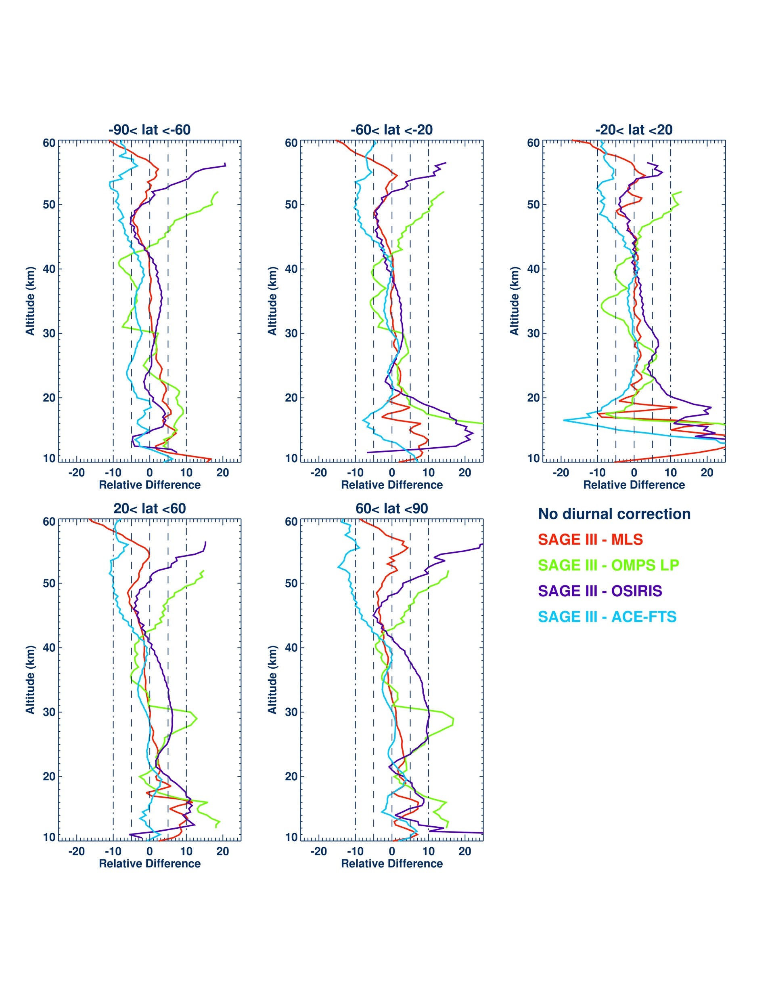 -90< lat <-60
-60< lat <-20
-20< lat <20
60
50
40
30
20
10
Altitude (km)
-20 -10 0 10 20
Relative Difference
60
50
40
30
20
10
Altitude (km)
-20 -10 0 10 20
Relative Difference
60
50
40
30
20
10
Altitude (km)
-20 -10 0 10 20
Relative Difference
20< lat <60
60< lat <90
60
50
40
30
20
10
Altitude (km)
-20 -10 0 10 20
Relative Difference
60
50
40
30
20
10
Altitude (km)
-20 -10 0 10 20
Relative Difference
No diurnal correction
SAGE III - MLS
SAGE III - OMPS LP
SAGE III - OSIRIS
SAGE III - ACE-FTS